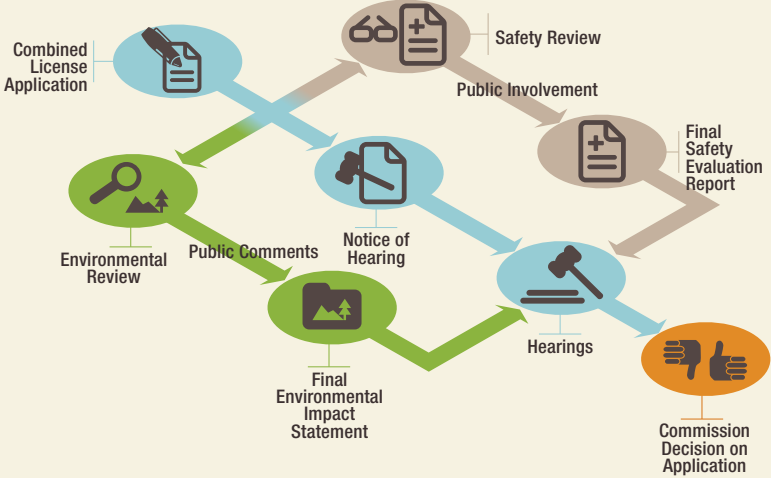 Combined
License
Application
Safety Review
Public Involvement
Final
Safety
Evaluation
Report
Environmental
Review
Public Comments
Notice of
Hearing
Hearings
Final
Environmental
Impact
Statement
Commission
Decision on
Application